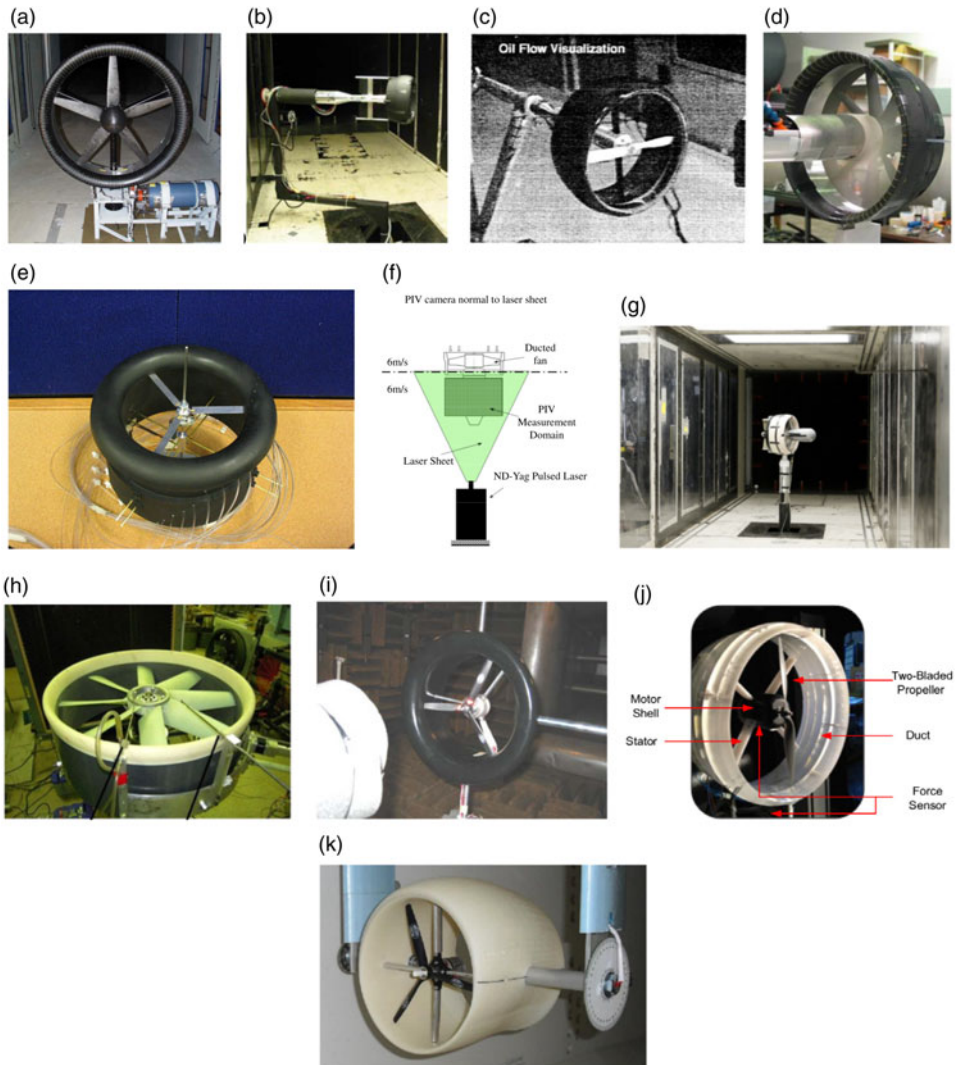 (a)
(b)
(c)
(d)
Oil Flow Visualization
(e)
(f)
PIV camera normal to laser sheet
6m/s
Ducted
fan
6m/s
PIV
Measurement
Domain
Laser Sheet
ND-Yag Pulsed Laser
(g)
(h)
(i)
(j)
Two-Bladed
Propeller
Motor
Shell
Stator
Duct
Force
Sensor
(k)